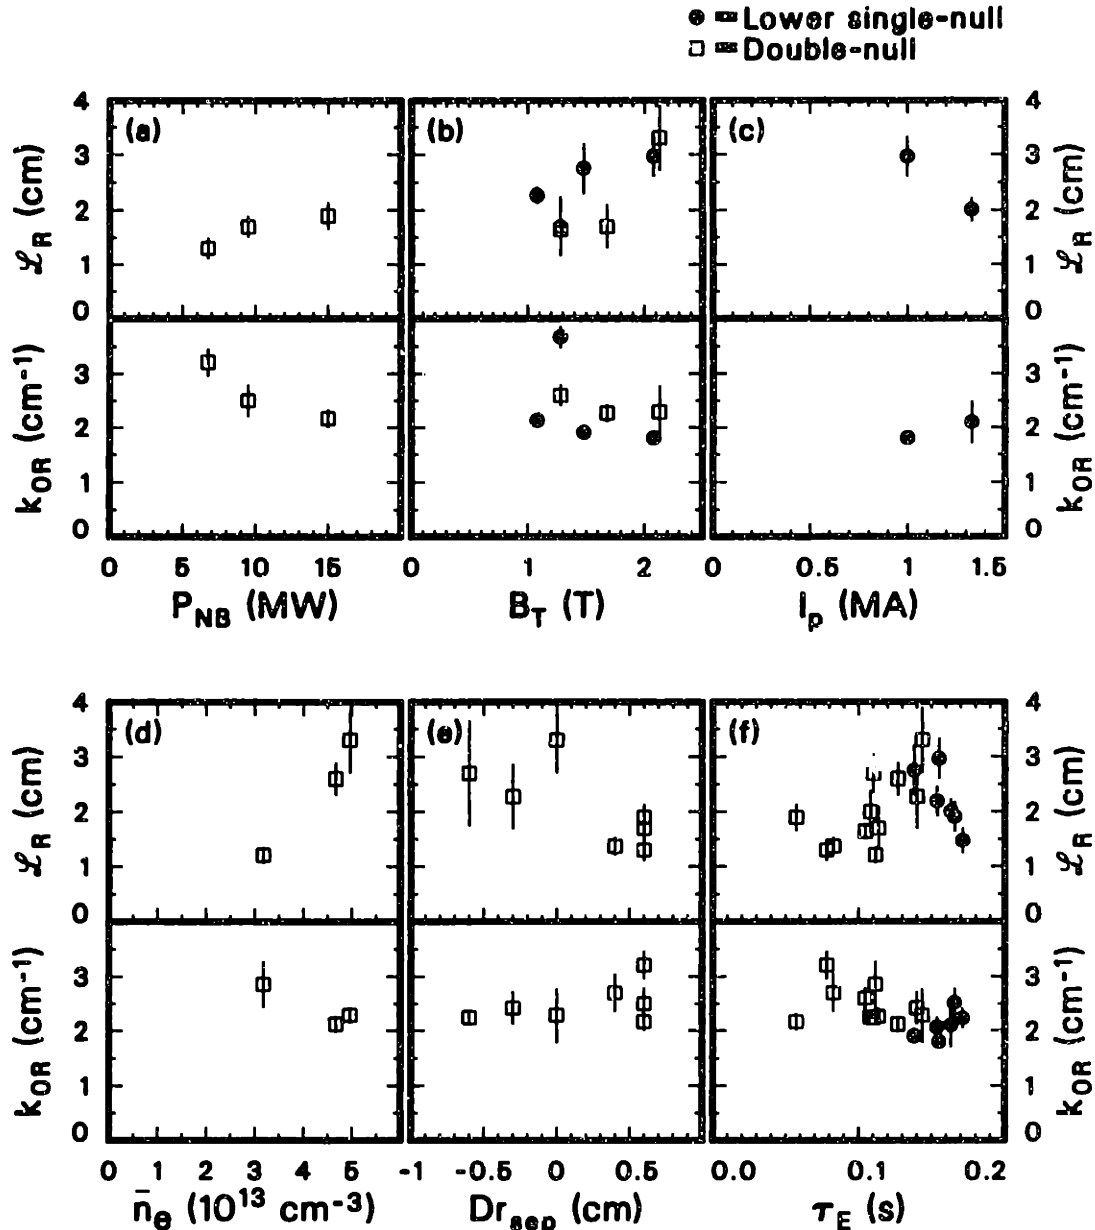 ● = Lower single-null
□ = Double-null
(a) (b) (c)
4 4
3 3
2 2
1 1
0 0
ℒR (cm) ℒR (cm)
3 3
2 2
1 1
0 0
k0R (cm⁻¹) k0R (cm⁻¹)
0 5 10 15 0 1 2 0 0.5 1 1.5
PNB (MW) BT (T) Ip (MA)
(d) (e) (f)
4 4
3 3
2 2
1 1
0 0
ℒR (cm) ℒR (cm)
3 3
2 2
1 1
0 0
k0R (cm⁻¹) k0R (cm⁻¹)
0 1 2 3 4 5 -1 -0.5 0 0.5 0.0 0.1 0.2
n̄e (10¹³ cm⁻³) Drsep (cm) τE (s)